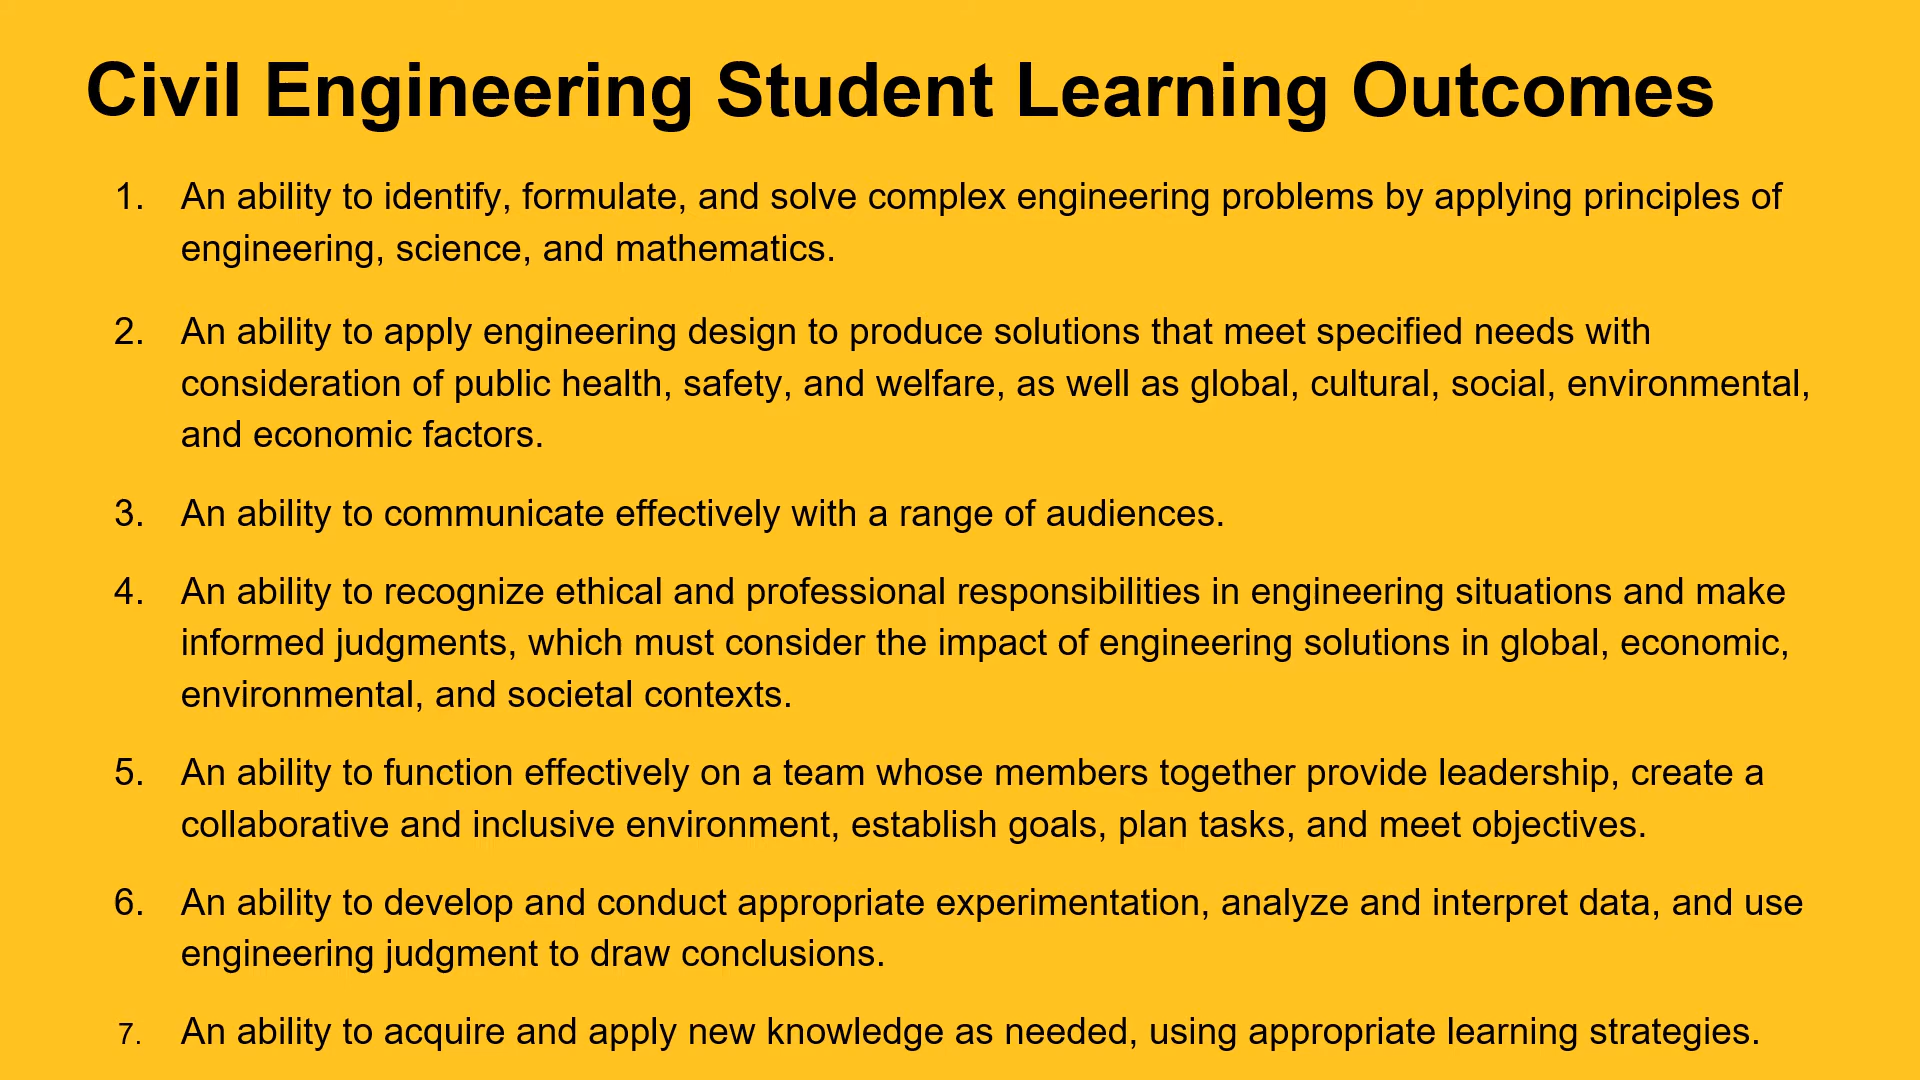 Civil Engineering Student Learning Outcomes
1. An ability to identify, formulate, and solve complex engineering problems by applying principles of
engineering, science, and mathematics.
2. An ability to apply engineering design to produce solutions that meet specified needs with
consideration of public health, safety, and welfare, as well as global, cultural, social, environmental,
and economic factors.
3. An ability to communicate effectively with a range of audiences.
4. An ability to recognize ethical and professional responsibilities in engineering situations and make
informed judgments, which must consider the impact of engineering solutions in global, economic,
environmental, and societal contexts.
5. An ability to function effectively on a team whose members together provide leadership, create a
collaborative and inclusive environment, establish goals, plan tasks, and meet objectives.
6. An ability to develop and conduct appropriate experimentation, analyze and interpret data, and use
engineering judgment to draw conclusions.
7. An ability to acquire and apply new knowledge as needed, using appropriate learning strategies.